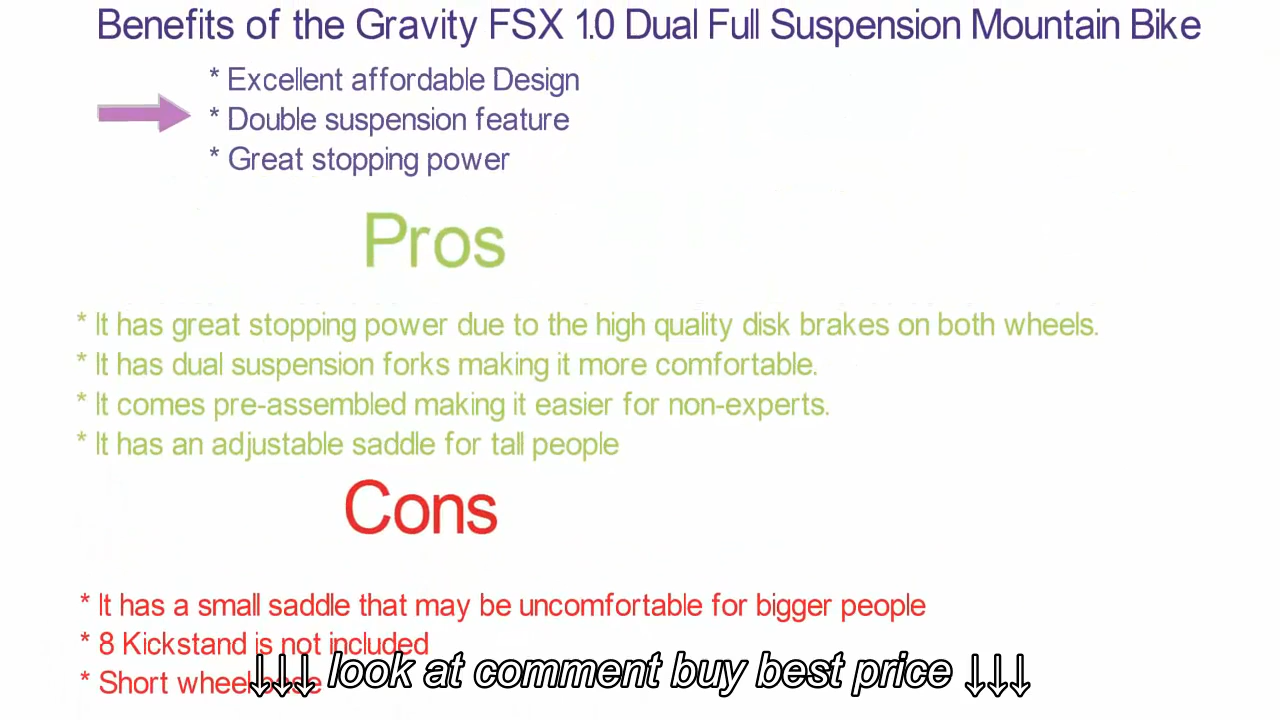 Benefits of the Gravity FSX 1.0 Dual Full Suspension Mountain Bike
* Excellent affordable Design
* Double suspension feature
* Great stopping power
Pros
* It has great stopping power due to the high quality disk brakes on both wheels.
* It has dual suspension forks making it more comfortable.
* It comes pre-assembled making it easier for non-experts.
* It has an adjustable saddle for tall people
Cons
* It has a small saddle that may be uncomfortable for bigger people
* 8 Kickstand is not included
* Short
↓↓↓ look at comment buy best price ↓↓↓